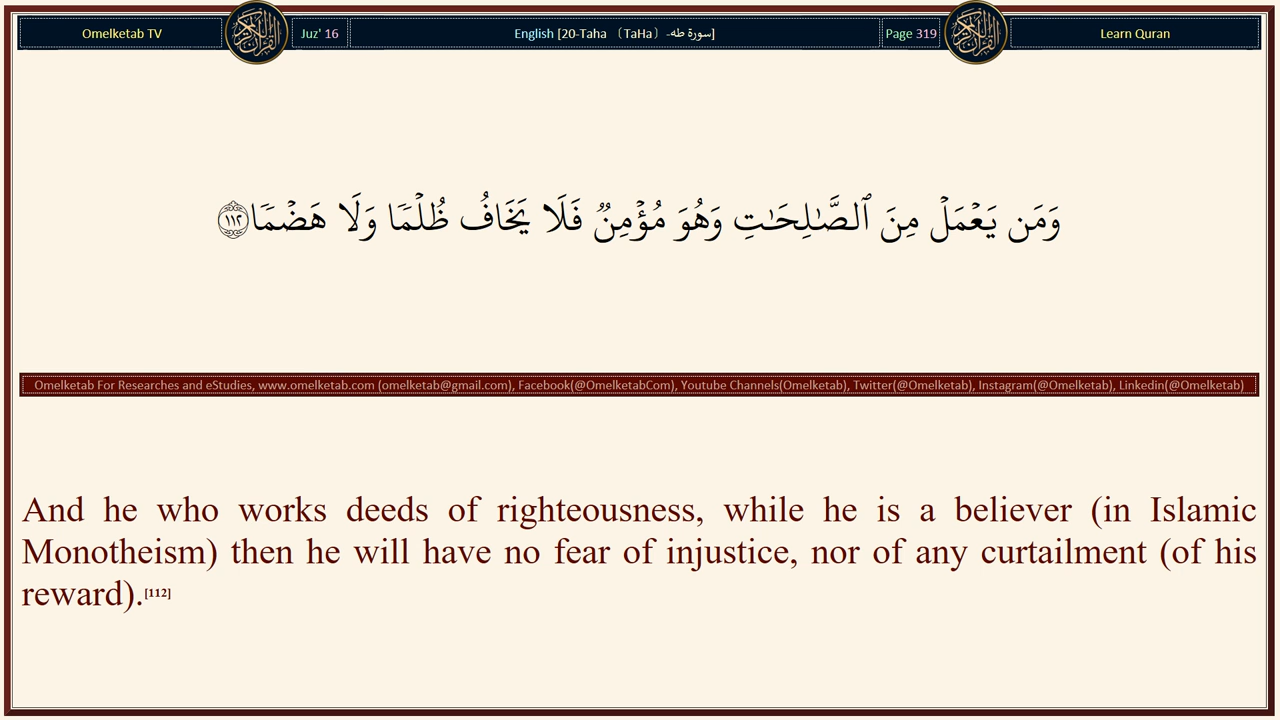 Omelketab TV
Juz' 16
English [20-Taha (TaHa) -سورة طه]
Page 319
Learn Quran
وَمَن يَعۡمَلۡ مِنَ ٱلصَّـٰلِحَـٰتِ وَهُوَ مُؤۡمِنٌ فَلَا يَخَافُ ظُلۡمًا وَلَا هَضۡمًا ١١٢
Omelketab For Researches and eStudies, www.omelketab.com (omelketab@gmail.com), Facebook(@OmelketabCom), Youtube Channels(Omelketab), Twitter(@Omelketab), Instagram(@Omelketab), Linkedin(@Omelketab)
And he who works deeds of righteousness, while he is a believer (in Islamic
Monotheism) then he will have no fear of injustice, nor of any curtailment (of his
reward).[112]